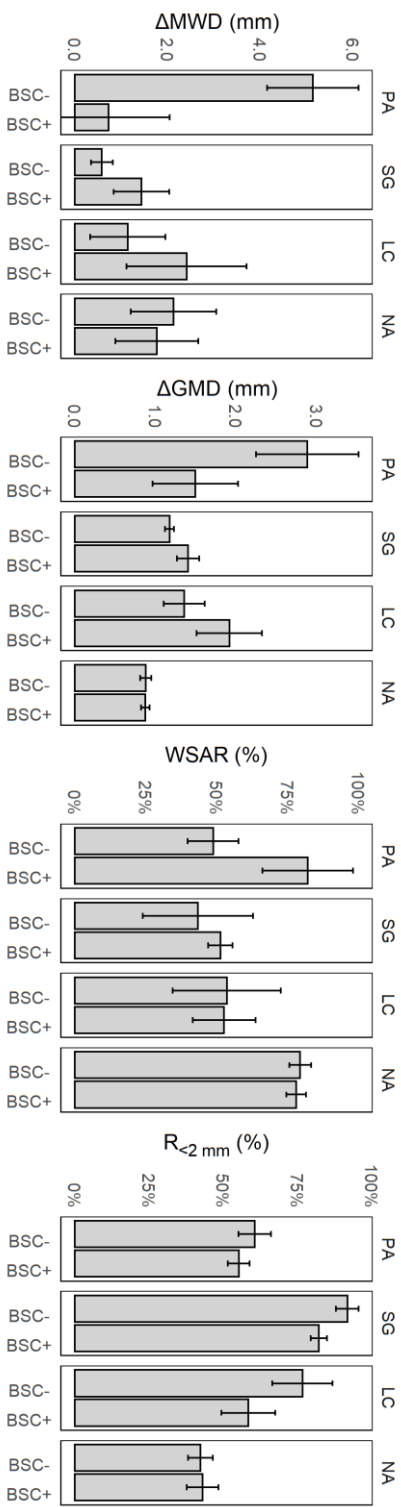 ΔMWD (mm)
0.0 2.0 4.0 6.0
PA
BSC-
BSC+
SG
BSC-
BSC+
LC
BSC-
BSC+
NA
BSC-
BSC+
ΔGMD (mm)
0.0 1.0 2.0 3.0
PA
BSC-
BSC+
SG
BSC-
BSC+
LC
BSC-
BSC+
NA
BSC-
BSC+
WSAR (%)
0% 25% 50% 75% 100%
PA
BSC-
BSC+
SG
BSC-
BSC+
LC
BSC-
BSC+
NA
BSC-
BSC+
R<2 mm (%)
0% 25% 50% 75% 100%
PA
BSC-
BSC+
SG
BSC-
BSC+
LC
BSC-
BSC+
NA
BSC-
BSC+